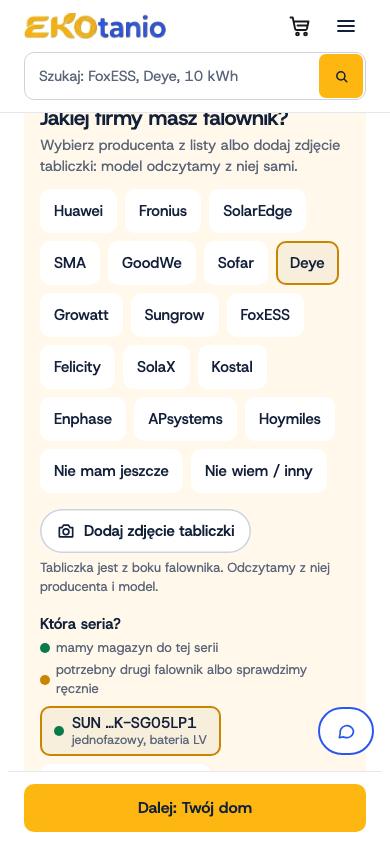 EKOtanio
Szukaj: FoxESS, Deye, 10 kWh
Jakiej firmy masz falownik?
Wybierz producenta z listy albo dodaj zdjęcie
tabliczki: model odczytamy z niej sami.
Huawei
Fronius
SolarEdge
SMA
GoodWe
Sofar
Deye
Growatt
Sungrow
FoxESS
Felicity
SolaX
Kostal
Enphase
APsystems
Hoymiles
Nie mam jeszcze
Nie wiem / inny
Dodaj zdjęcie tabliczki
Tabliczka jest z boku falownika. Odczytamy z niej
producenta i model.
Która seria?
mamy magazyn do tej serii
potrzebny drugi falownik albo sprawdzimy
ręcznie
SUN …K-SG05LP1
jednofazowy, bateria LV
Dalej: Twój dom